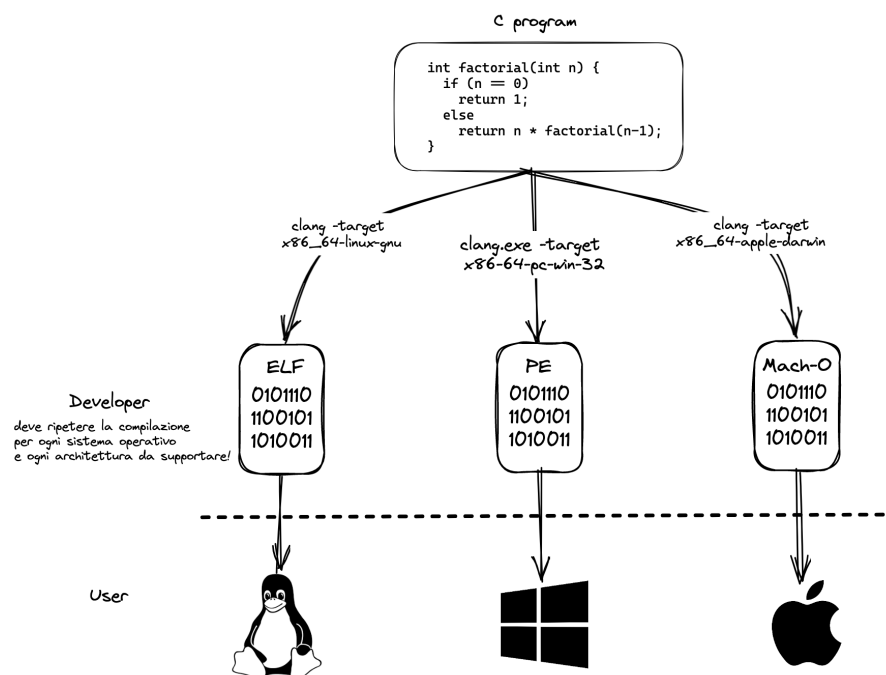 C program
int factorial(int n) {
if (n == 0)
return 1;
else
return n * factorial(n-1);
}
clang -target
x86_64-linux-gnu
clang.exe -target
x86-64-pc-win-32
clang -target
x86_64-apple-darwin
ELF
0101110
1100101
1010011
PE
0101110
1100101
1010011
Mach-O
0101110
1100101
1010011
Developer
deve ripetere la compilazione
per ogni sistema operativo
e ogni architettura da supportare!
User